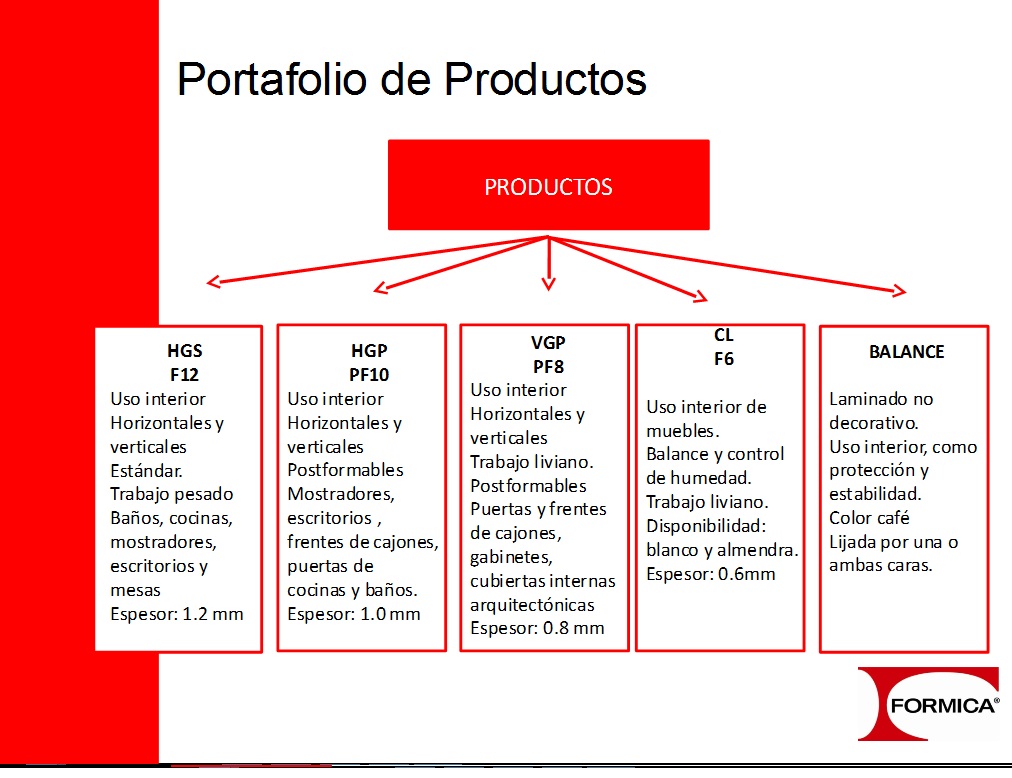 Portafolio de Productos
PRODUCTOS
HGS
F12
Uso interior
Horizontales y
verticales
Estándar.
Trabajo pesado
Baños, cocinas,
mostradores,
escritorios y
mesas
Espesor: 1.2 mm
HGP
PF10
Uso interior
Horizontales y
verticales
Postformables
Mostradores,
escritorios ,
frentes de cajones,
puertas de
cocinas y baños.
Espesor: 1.0 mm
VGP
PF8
Uso interior
Horizontales y
verticales
Trabajo liviano.
Postformables
Puertas y frentes
de cajones,
gabinetes,
cubiertas internas
arquitectónicas
Espesor: 0.8 mm
CL
F6
Uso interior de
muebles.
Balance y control
de humedad.
Trabajo liviano.
Disponibilidad:
blanco y almendra.
Espesor: 0.6mm
BALANCE
Laminado no
decorativo.
Uso interior, como
protección y
estabilidad.
Color café
Lijada por una o
ambas caras.
FORMICA®